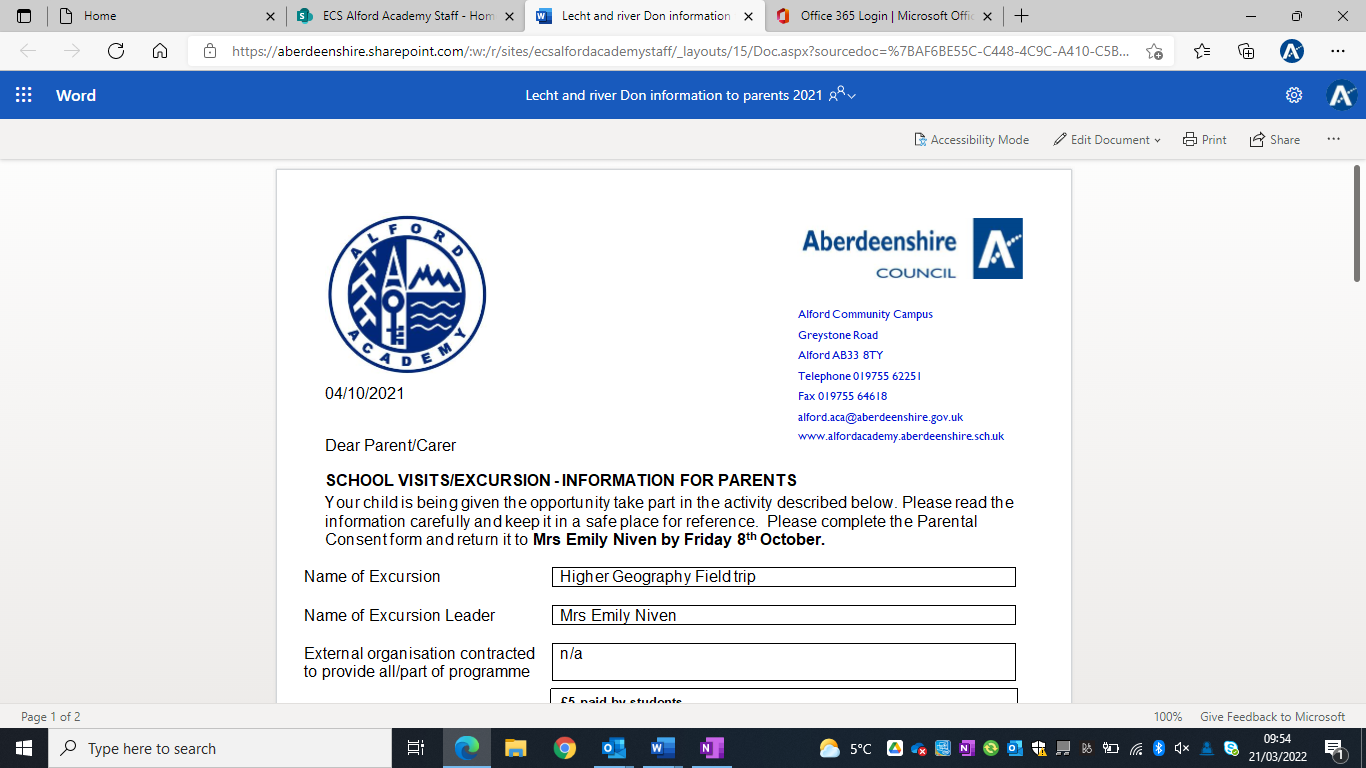 Home
ECS Alford Academy Staff - Hom
Lecht and river Don information
Office 365 Login | Microsoft Offic
https://aberdeenshire.sharepoint.com/:w:/r/sites/ecsalfordacademystaff/_layouts/15/Doc.aspx?sourcedoc=%7BAF6BE55C-C448-4C9C-A410-C5B...
Word
Lecht and river Don information to parents 2021
Accessibility Mode
Edit Document
Print
Share
ALFORD
ACADEMY
Aberdeenshire
COUNCIL
Alford Community Campus
Greystone Road
Alford AB33 8TY
Telephone 019755 62251
Fax 019755 64618
alford.aca@aberdeenshire.gov.uk
www.alfordacademy.aberdeenshire.sch.uk
04/10/2021
Dear Parent/Carer
SCHOOL VISITS/EXCURSION - INFORMATION FOR PARENTS
Your child is being given the opportunity take part in the activity described below. Please read the
information carefully and keep it in a safe place for reference. Please complete the Parental
Consent form and return it to Mrs Emily Niven by Friday 8th October.
Name of Excursion
Higher Geography Field trip
Name of Excursion Leader
Mrs Emily Niven
External organisation contracted
to provide all/part of programme
n/a
£5 paid by students
Page 1 of 2
100%
Give Feedback to Microsoft
Type here to search
5°C
09:54
21/03/2022
1